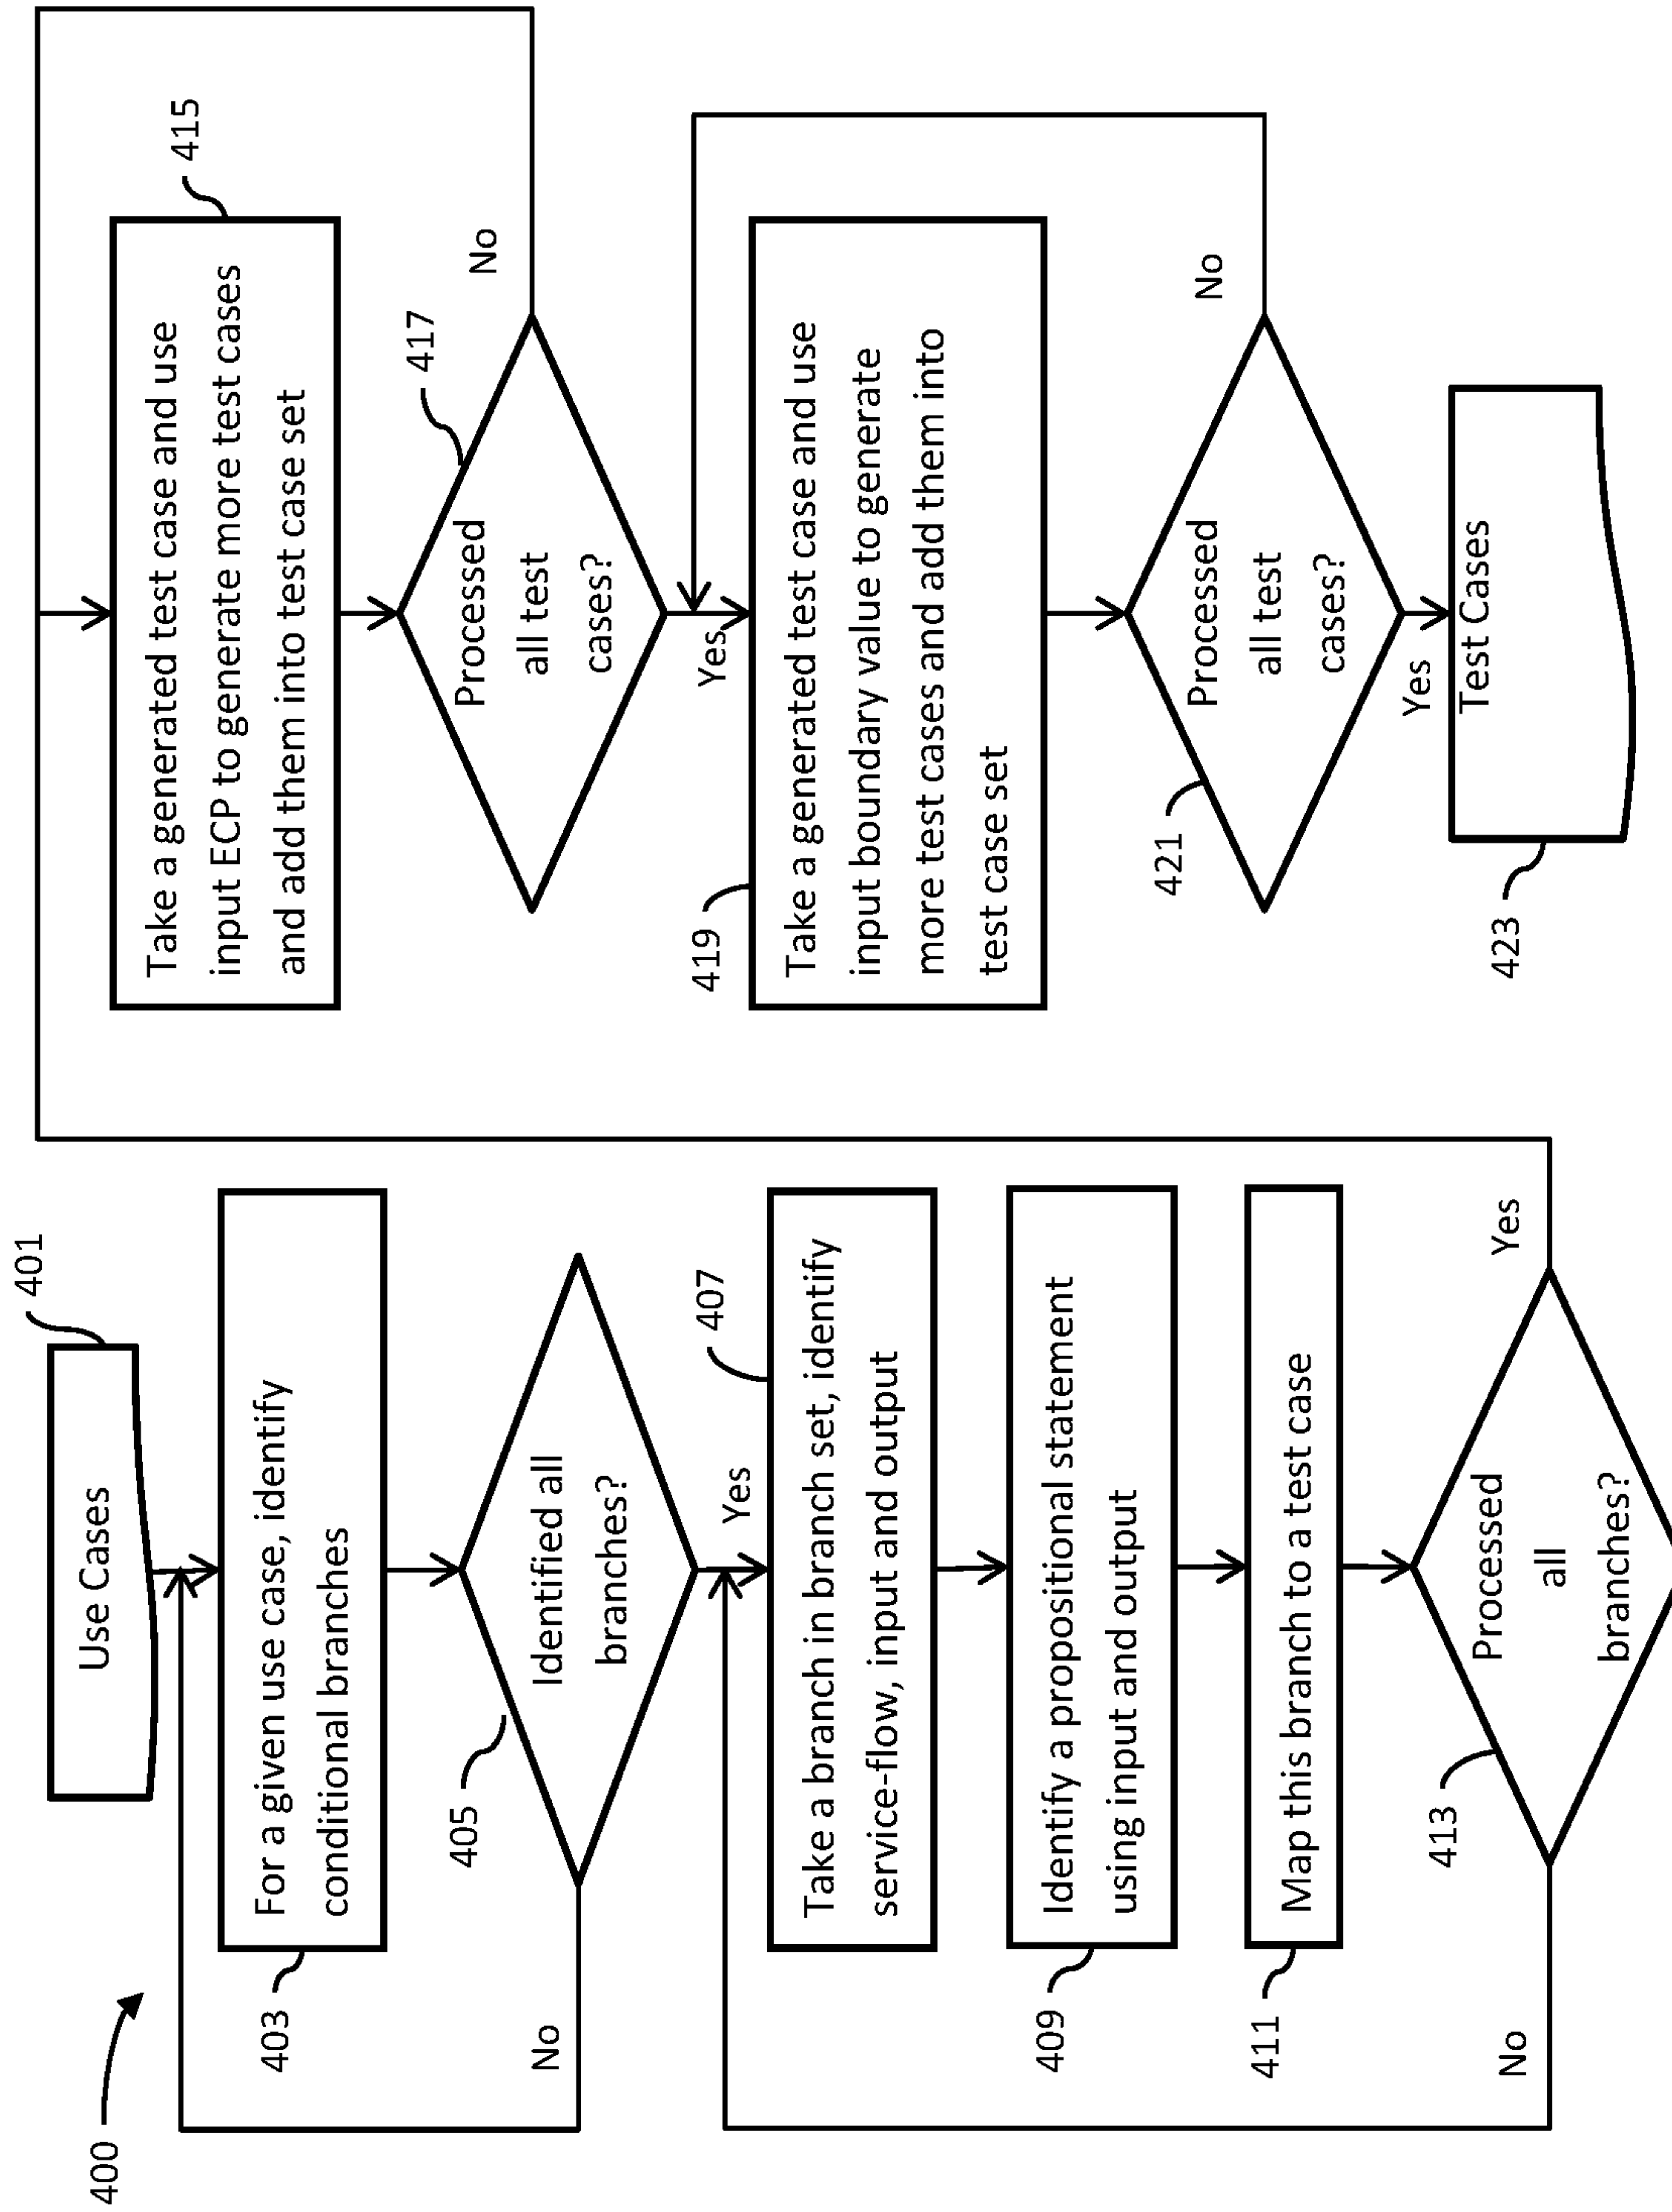 400
Use Cases
401
For a given use case, identify
conditional branches
403
Identified all
branches?
405
No
Yes
Take a branch in branch set, identify
service-flow, input and output
407
Identify a propositional statement
using input and output
409
Map this branch to a test case
411
Processed
all
branches?
413
No
Yes
Take a generated test case and use
input ECP to generate more test cases
and add them into test case set
415
Processed
all test
cases?
417
No
Yes
Take a generated test case and use
input boundary value to generate
more test cases and add them into
test case set
419
Processed
all test
cases?
421
No
Yes
Test Cases
423